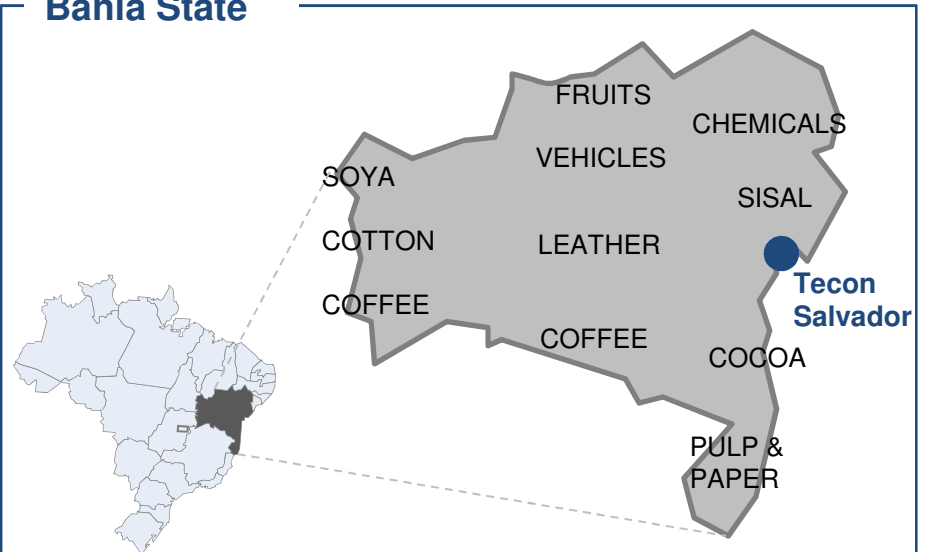 Bahia State
FRUITS
CHEMICALS
VEHICLES
SOYA
SISAL
COTTON
LEATHER
Tecon
Salvador
COFFEE
COFFEE
COCOA
PULP &
PAPER